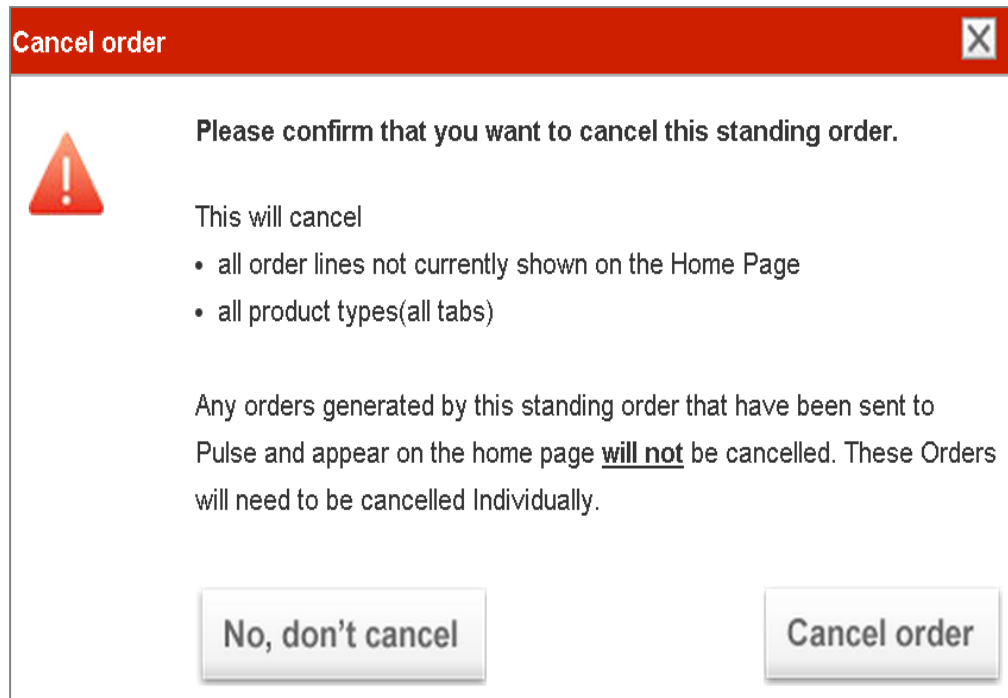 Cancel order
X
Please confirm that you want to cancel this standing order.
This will cancel
• all order lines not currently shown on the Home Page
• all product types(all tabs)
Any orders generated by this standing order that have been sent to
Pulse and appear on the home page will not be cancelled. These Orders
will need to be cancelled Individually.
No, don't cancel
Cancel order